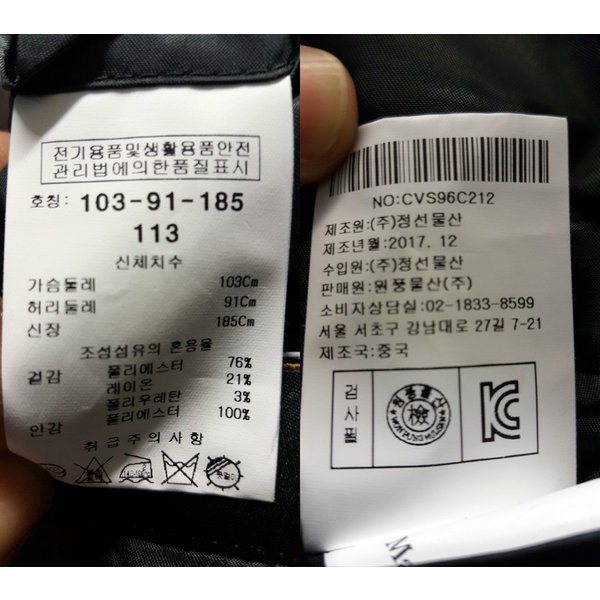 전기용품및생활용품안전
관리법에의한품질표시
호칭: 103-91-185
113
신체치수
가슴둘레 103Cm
허리둘레 91Cm
신장 185Cm
조성섬유의 혼용율
겉감 폴리에스터 76%
레이온 21%
폴리우레탄 3%
안감 폴리에스터 100%
취급주의사항
NO:CVS96C212
제조원:(주)정선물산
제조년월:2017. 12
수입원:(주)정선물산
판매원:원풍물산(주)
소비자상담실:02-1833-8599
서울 서초구 강남대로 27길 7-21
제조국:중국
검사필
원풍물산
檢
KC
Ma